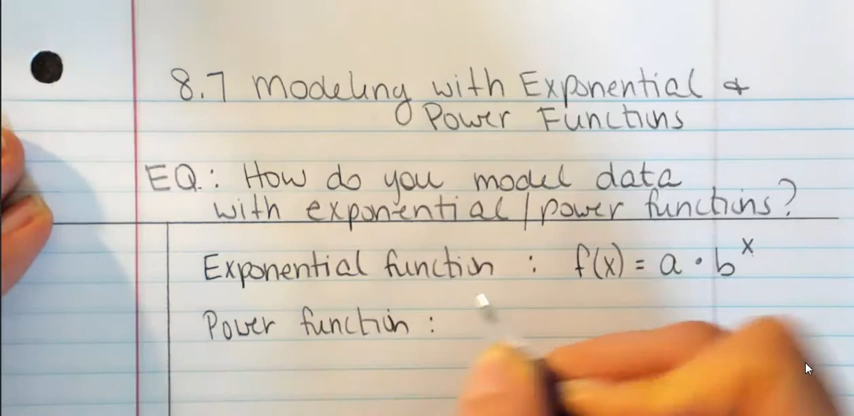 8.7 Modeling with Exponential &
Power Functions
EQ: How do you model data
with exponential/power functions?
Exponential function : f(x) = a · b^x
Power function :